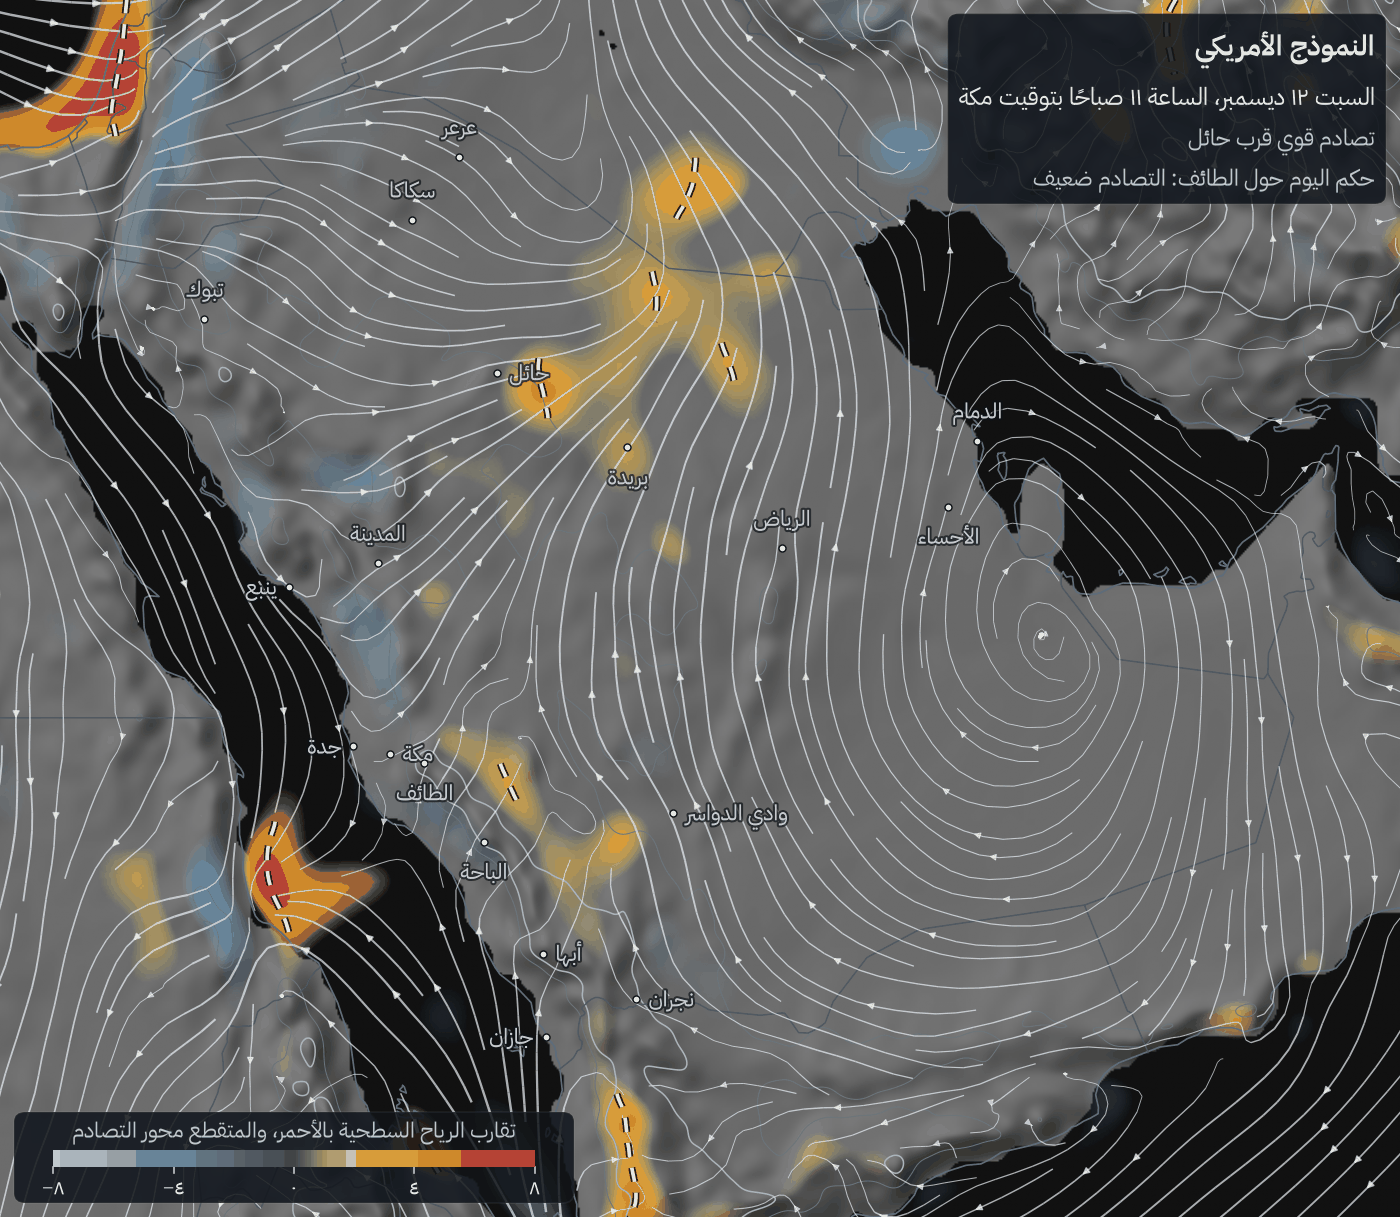 النموذج الأمريكي
السبت ١٢ ديسمبر، الساعة ١١ صباحًا بتوقيت مكة
تصادم قوي قرب حائل
حكم اليوم حول الطائف: التصادم ضعيف
عرعر
سكاكا
تبوك
حائل
الدمام
بريدة
الرياض
المدينة
الأحساء
ينبع
جدة
مكة
الطائف
وادي الدواسر
الباحة
أبها
نجران
جازان
تقارب الرياح السطحية بالأحمر، والمتقطع محور التصادم
−٨ −٤ ٠ ٤ ٨